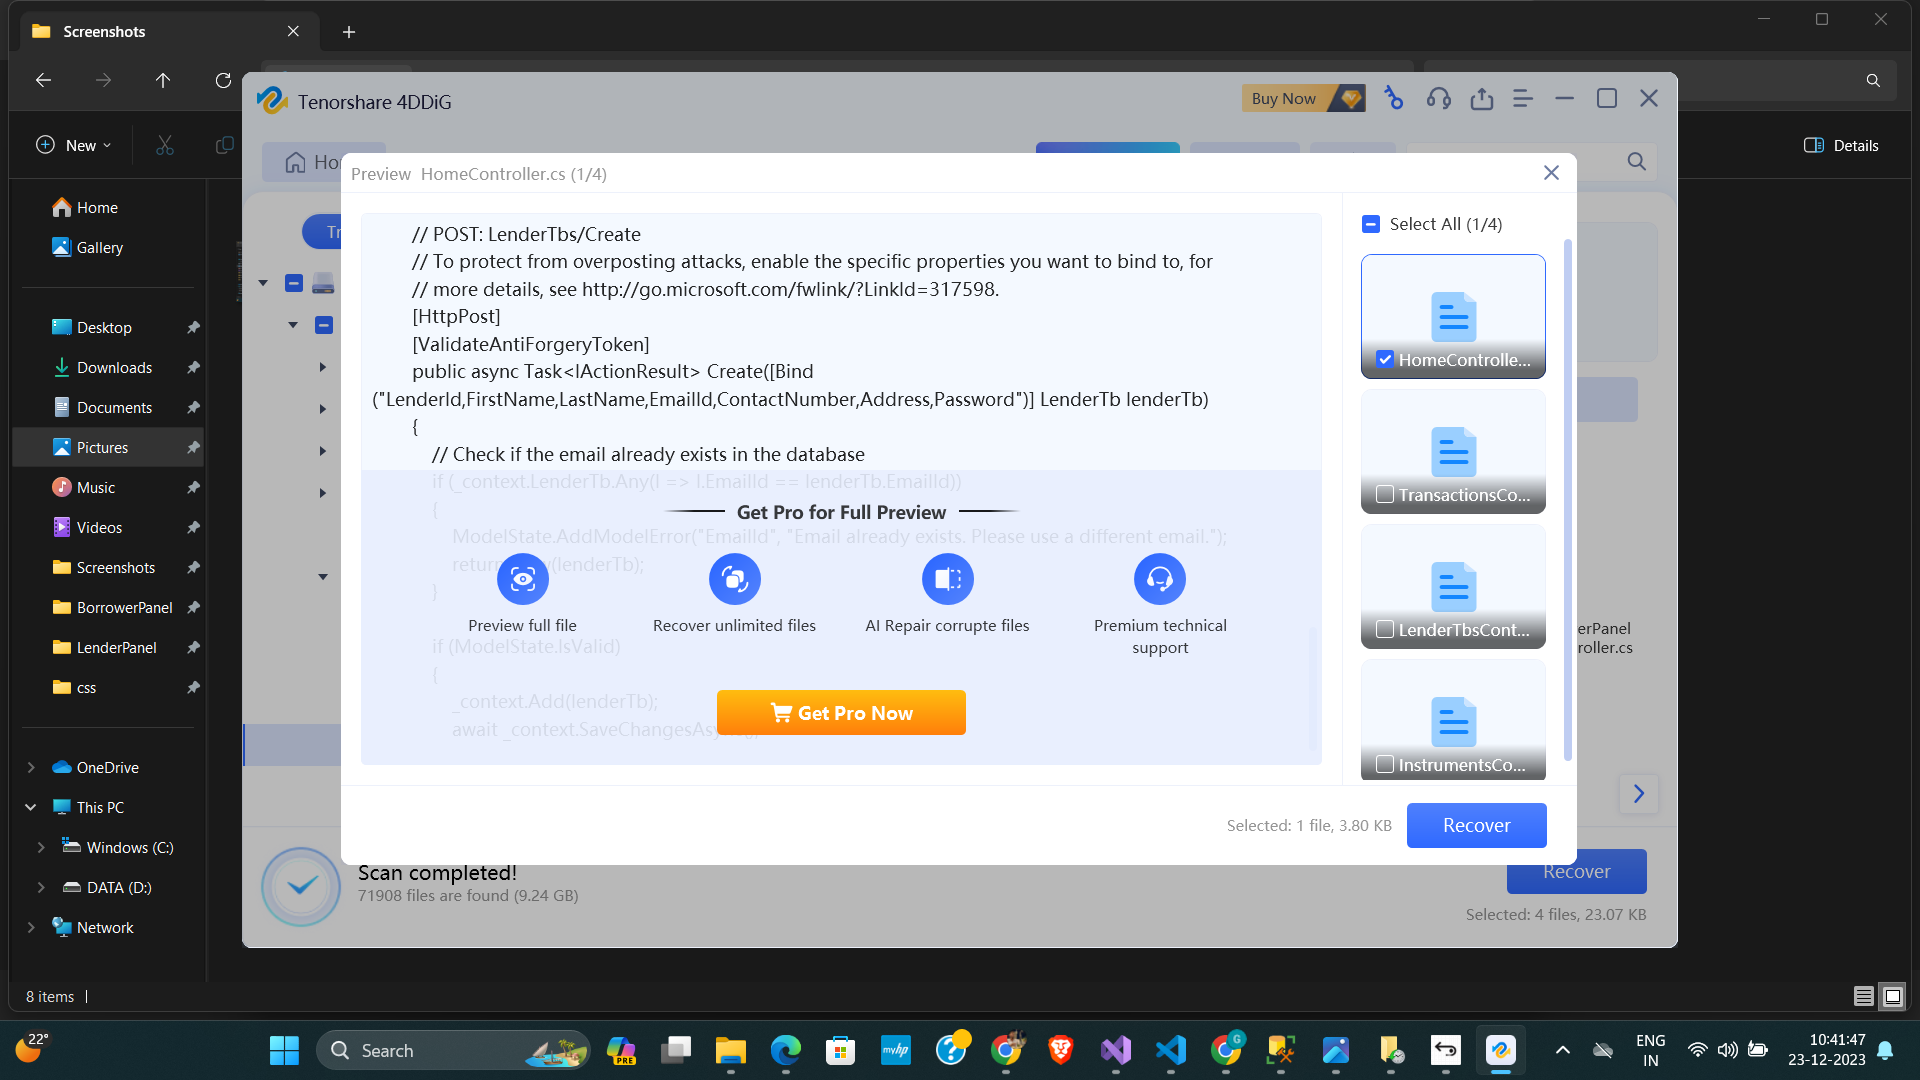 Screenshots
New
Details
Home
Gallery
Desktop
Downloads
Documents
Pictures
Music
Videos
Screenshots
BorrowerPanel
LenderPanel
css
OneDrive
This PC
Windows (C:)
DATA (D:)
Network
8 items
Tenorshare 4DDiG
Buy Now
Preview HomeController.cs (1/4)
// POST: LenderTbs/Create
// To protect from overposting attacks, enable the specific properties you want to bind to, for
// more details, see http://go.microsoft.com/fwlink/?LinkId=317598.
[HttpPost]
[ValidateAntiForgeryToken]
public async Task<IActionResult> Create([Bind
("LenderId,FirstName,LastName,EmailId,ContactNumber,Address,Password")] LenderTb lenderTb)
{
// Check if the email already exists in the database
if (_context.LenderTb.Any(l => l.EmailId == lenderTb.EmailId))
{
Get Pro for Full Preview
ModelState.AddModelError("EmailId", "Email already exists. Please use a different email.");
(lenderTb);
}
Preview full file
Recover unlimited files
AI Repair corrupte files
Premium technical
support
if (ModelState.IsValid)
{
_context.Add(lenderTb);
Get Pro Now
await
Select All (1/4)
HomeControlle...
TransactionsCo...
LenderTbsCont...
InstrumentsCo...
Selected: 1 file, 3.80 KB
Recover
Scan completed!
71908 files are found (9.24 GB)
Recover
Selected: 4 files, 23.07 KB
22°
Search
PRE
myhp
G
ENG
IN
10:41:47
23-12-2023